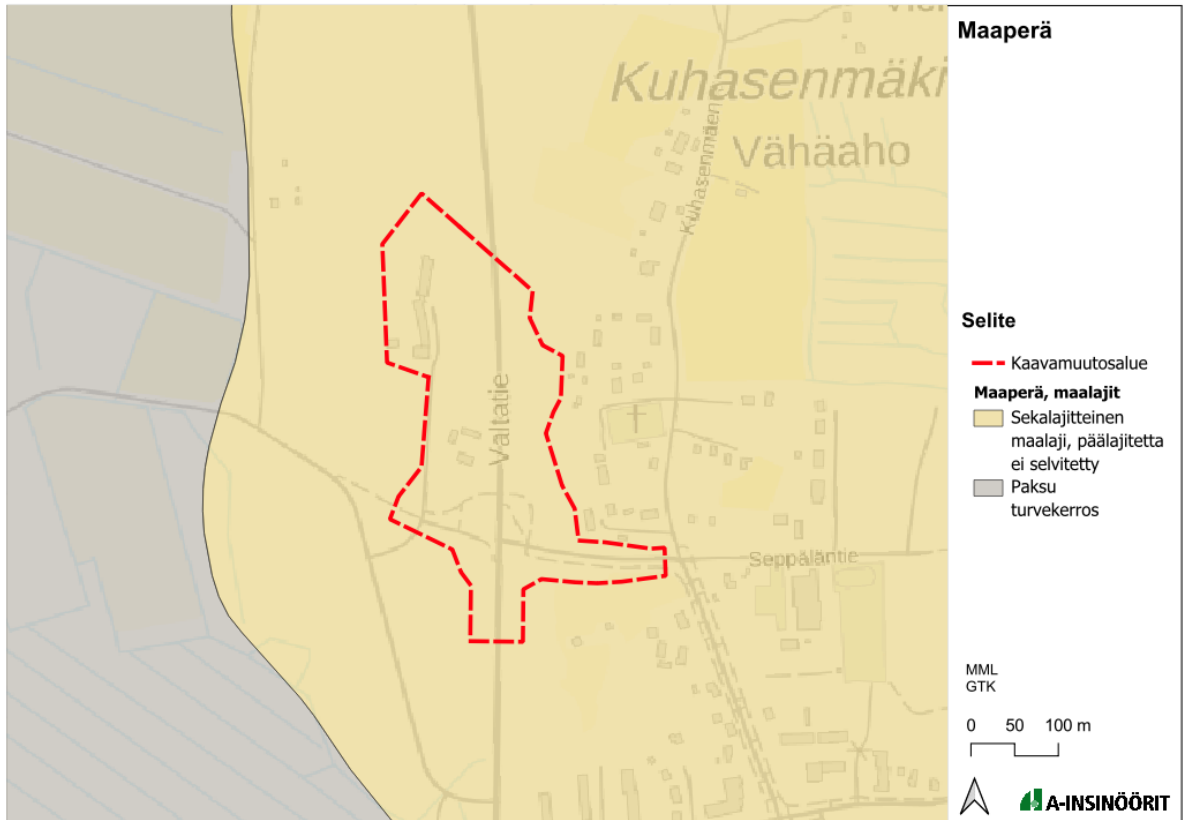 Maaperä
Kuhasenmäki
Vähäaho
Kuhasenmäen
Valtatie
Seppäläntie
Selite
Kaavamuutosalue
Maaperä, maalajit
Sekalajitteinen
maalaji, päälajitetta
ei selvitetty
Paksu
turvekerros
MML
GTK
0 50 100 m
A-INSINÖÖRIT